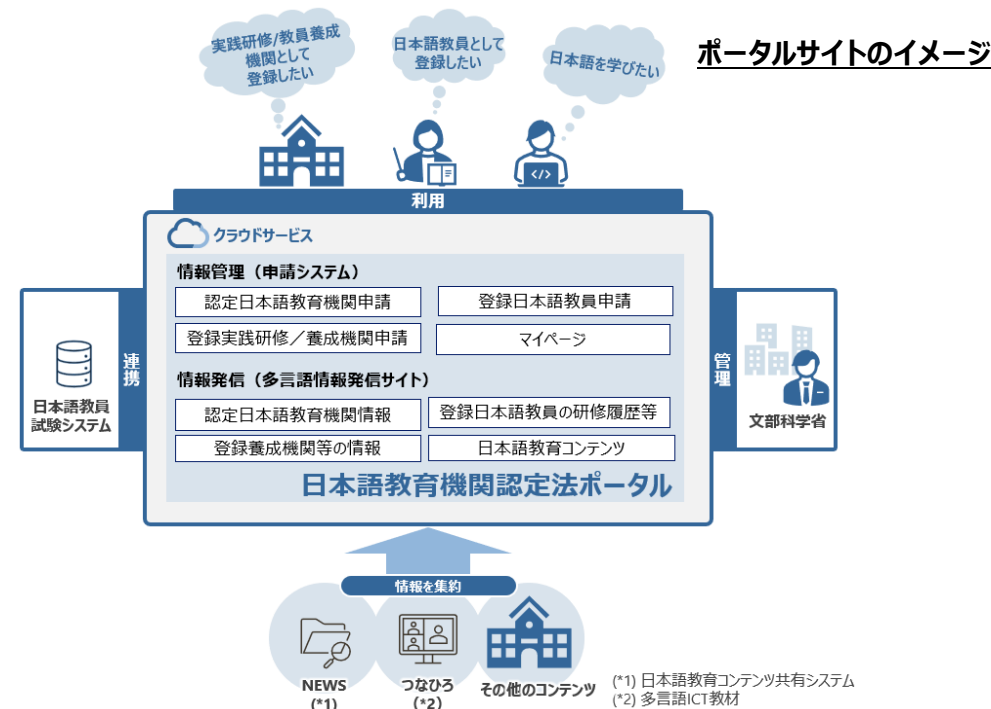 ポータルサイトのイメージ
実践研修/教員養成
機関として
登録したい
日本語教員として
登録したい
日本語を学びたい
利用
クラウドサービス
情報管理（申請システム）
認定日本語教育機関申請
登録日本語教員申請
登録実践研修／養成機関申請
マイページ
情報発信（多言語情報発信サイト）
認定日本語教育機関情報
登録日本語教員の研修履歴等
登録養成機関等の情報
日本語教育コンテンツ
日本語教育機関認定法ポータル
連携
日本語教員
試験システム
管理
文部科学省
情報を集約
NEWS
(*1)
つなひろ
(*2)
その他のコンテンツ
(*1) 日本語教育コンテンツ共有システム
(*2) 多言語ICT教材